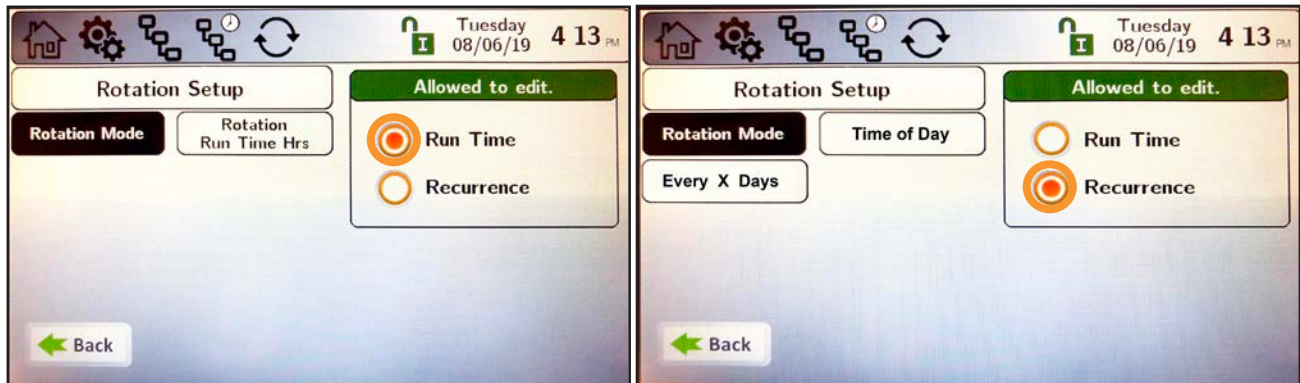 Tuesday
08/06/19
4 13 PM
I
Rotation Setup
Allowed to edit.
Rotation Mode
Rotation
Run Time Hrs
Run Time
Recurrence
Back
Tuesday
08/06/19
4 13 PM
I
Rotation Setup
Allowed to edit.
Rotation Mode
Time of Day
Run Time
Every X Days
Recurrence
Back